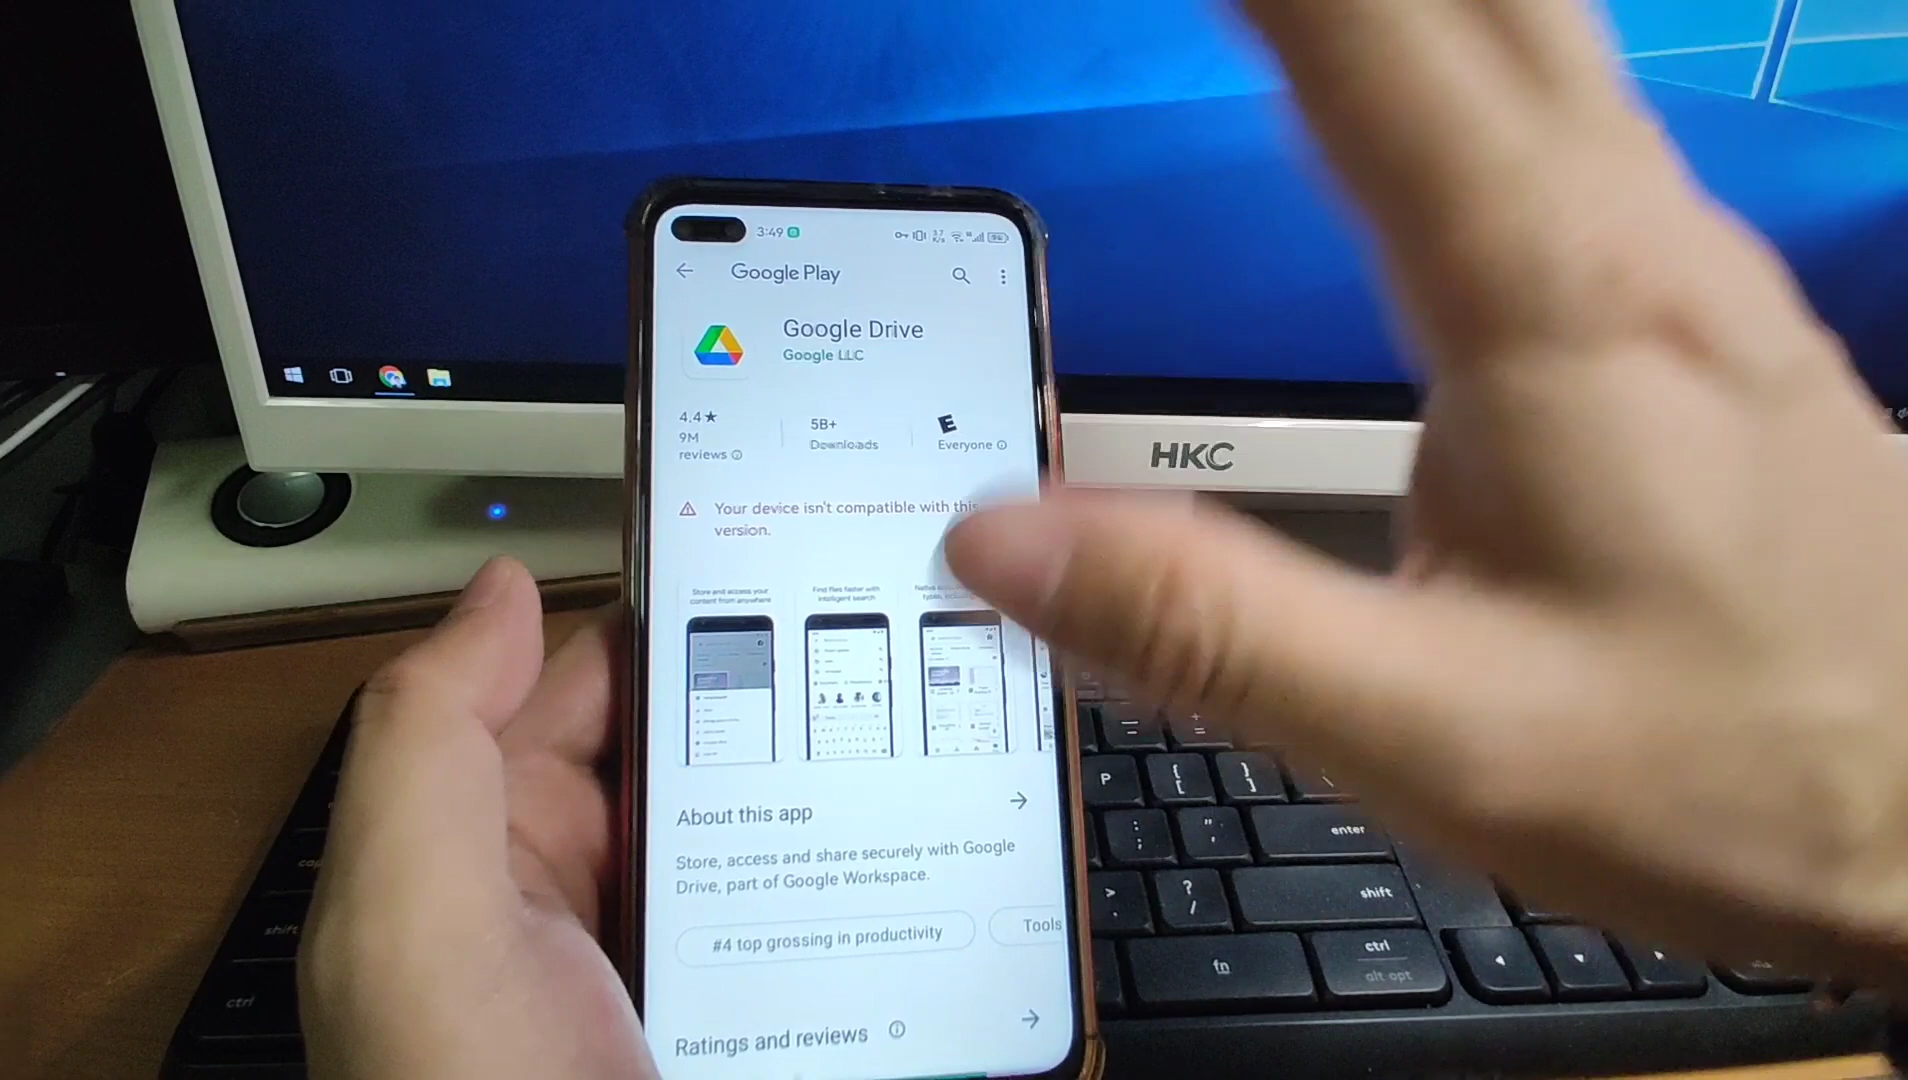 3:49
Google Play
Google Drive
Google LLC
4.4★
9M
reviews
5B+
Downloads
E
Everyone
Your device isn't compatible with this
version.
Store and access your
content from anywhere
Find files faster with
intelligent search
About this app
Store, access and share securely with Google
Drive, part of Google Workspace.
#4 top grossing in productivity
Tools
Ratings and reviews
HKC
P
{
[
}
]
:
;
"
,
enter
>
.
?
/
shift
fn
ctrl
alt opt
shift
ctrl